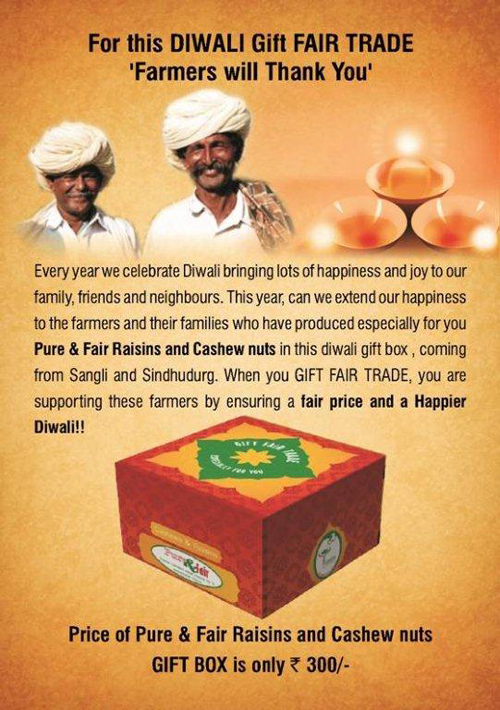 For this DIWALI Gift FAIR TRADE
'Farmers will Thank You'
Every year we celebrate Diwali bringing lots of happiness and joy to our
family, friends and neighbours. This year, can we extend our happiness
to the farmers and their families who have produced especially for you
Pure & Fair Raisins and Cashew nuts in this diwali gift box , coming
from Sangli and Sindhudurg. When you GIFT FAIR TRADE, you are
supporting these farmers by ensuring a fair price and a Happier
Diwali!!
GIFT FAIR TRADE
SPECIALLY FOR YOU
Pure & fair
Price of Pure & Fair Raisins and Cashew nuts
GIFT BOX is only ₹ 300/-